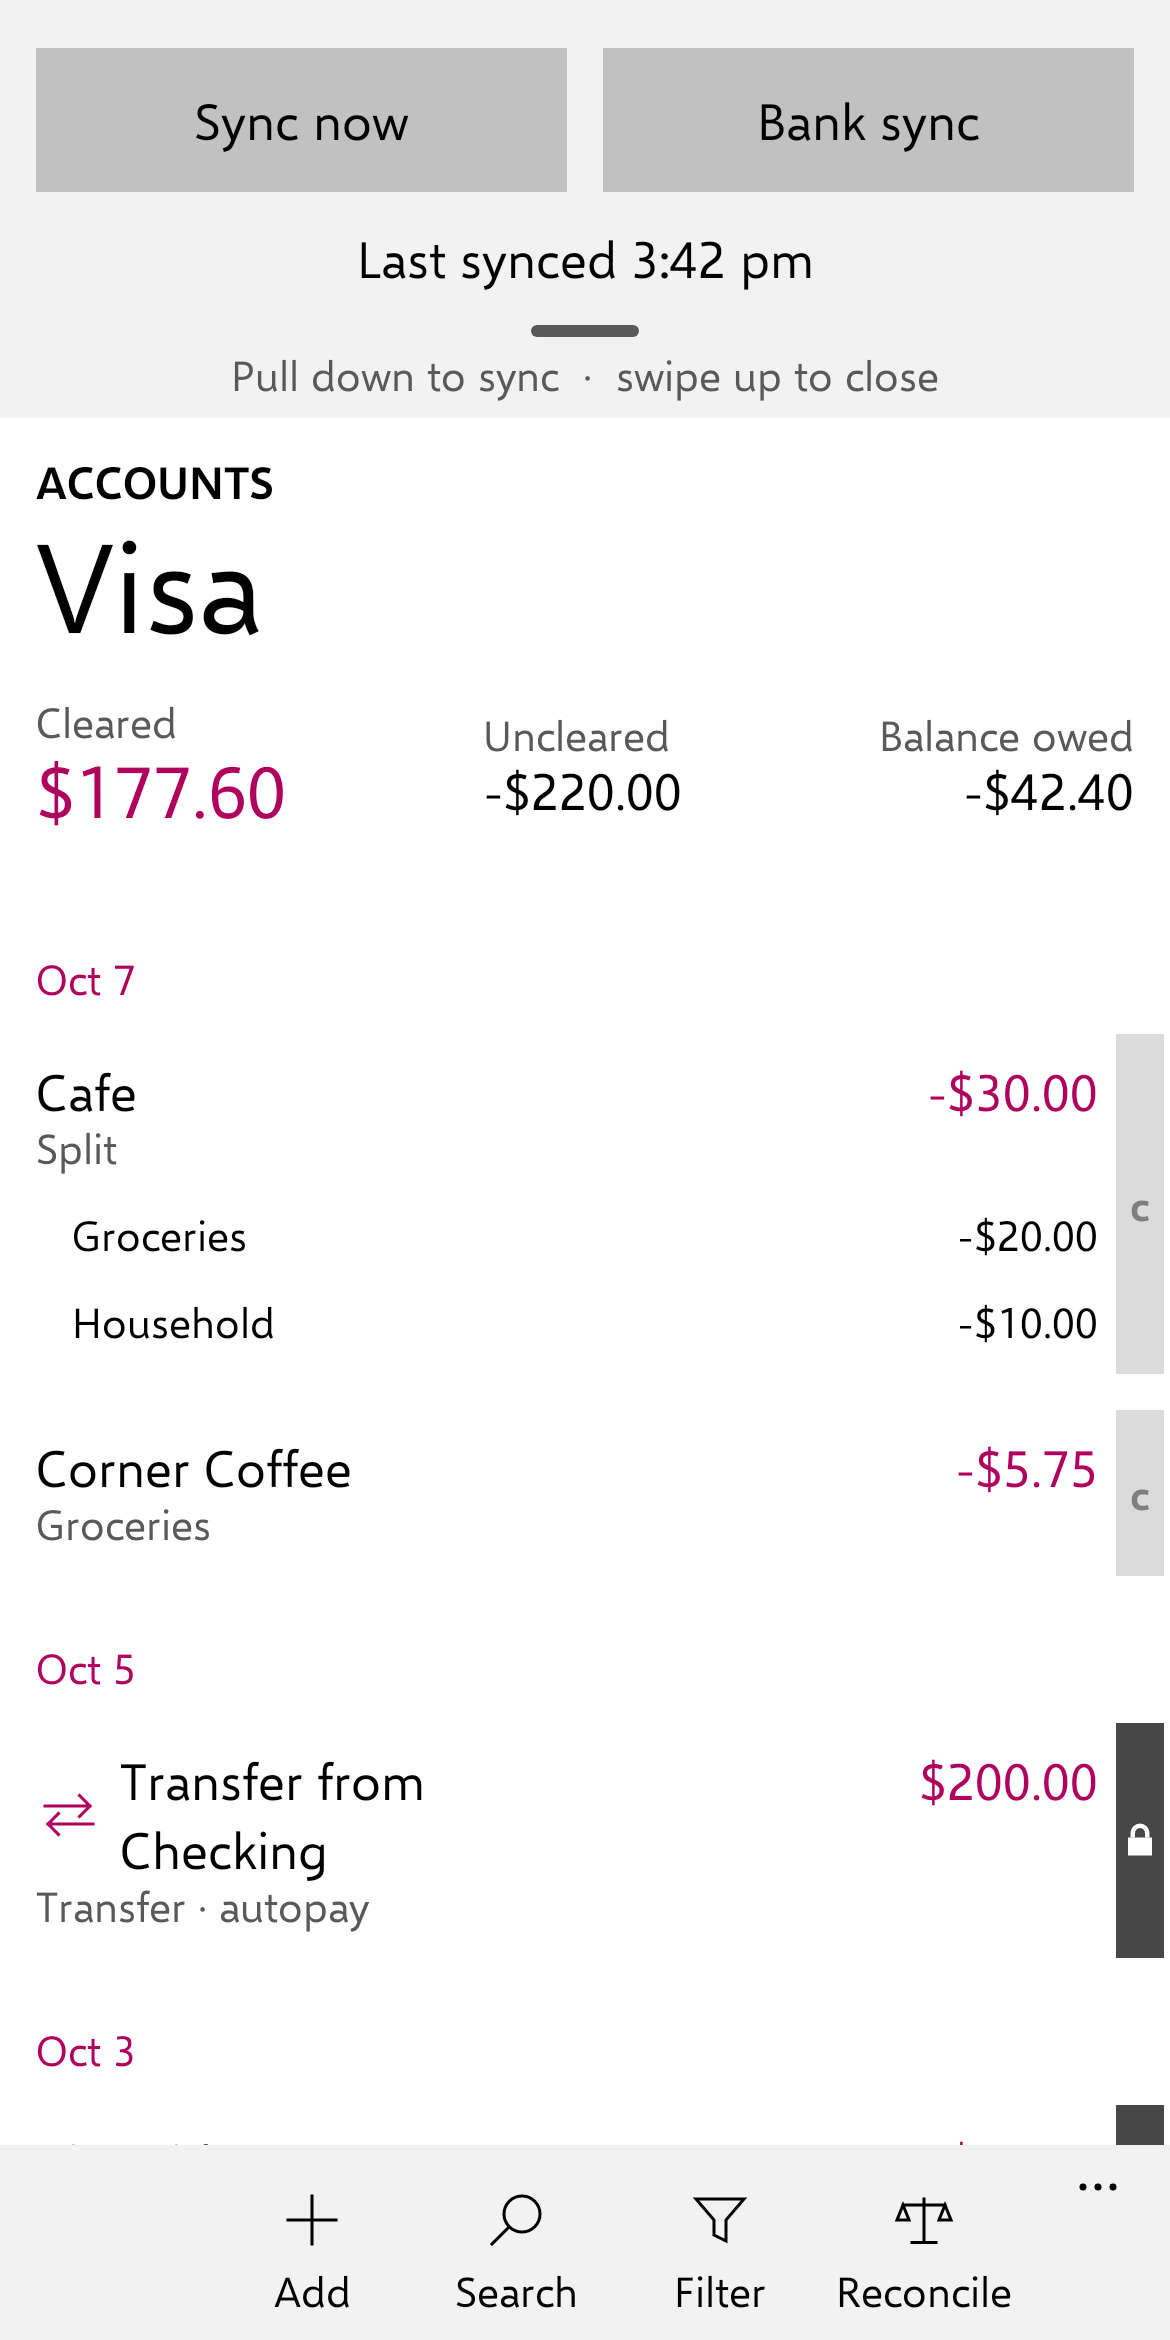 Sync now
Bank sync
Last synced 3:42 pm
Pull down to sync · swipe up to close
ACCOUNTS
Visa
Cleared
$177.60
Uncleared
-$220.00
Balance owed
-$42.40
Oct 7
Cafe
-$30.00
Split
Groceries
-$20.00
Household
-$10.00
C
Corner Coffee
-$5.75
Groceries
C
Oct 5
Transfer from
Checking
$200.00
Transfer · autopay
Oct 3
Add
Search
Filter
Reconcile